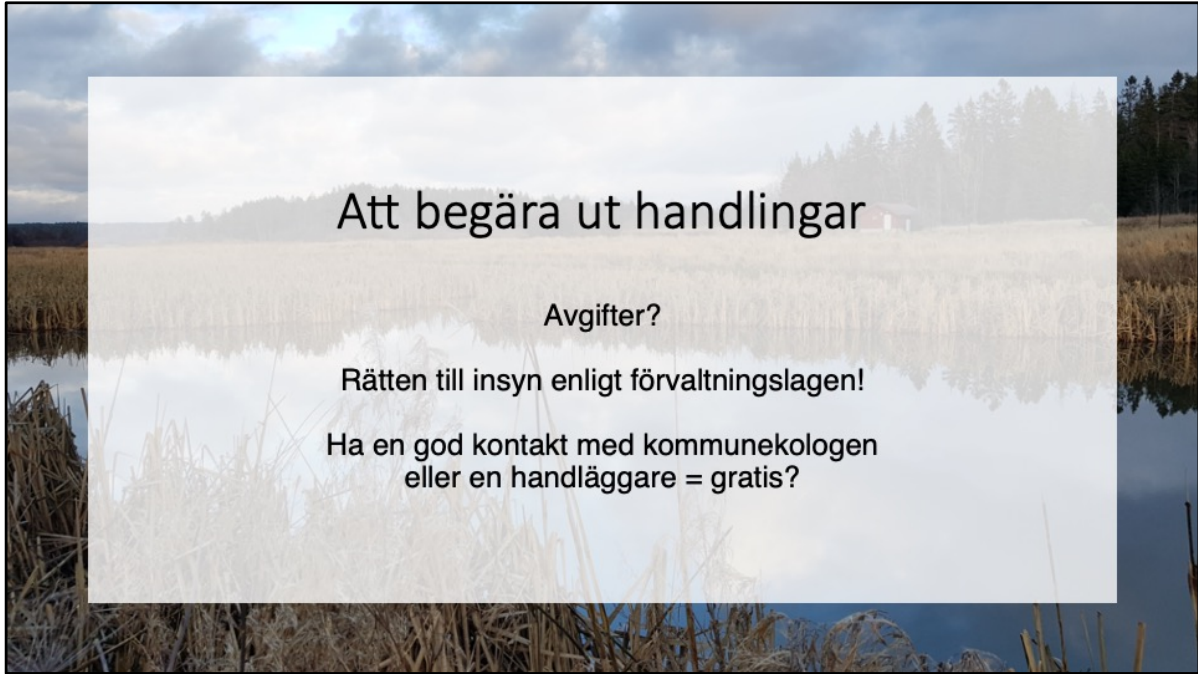 Att begära ut handlingar
Avgifter?
Rätten till insyn enligt förvaltningslagen!
Ha en god kontakt med kommunekologen
eller en handläggare = gratis?